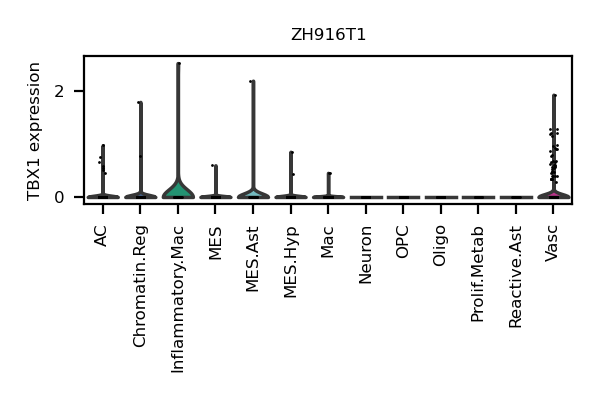 ZH916T1
TBX1 expression
2
0
AC
Chromatin.Reg
Inflammatory.Mac
MES
MES.Ast
MES.Hyp
Mac
Neuron
OPC
Oligo
Prolif.Metab
Reactive.Ast
Vasc